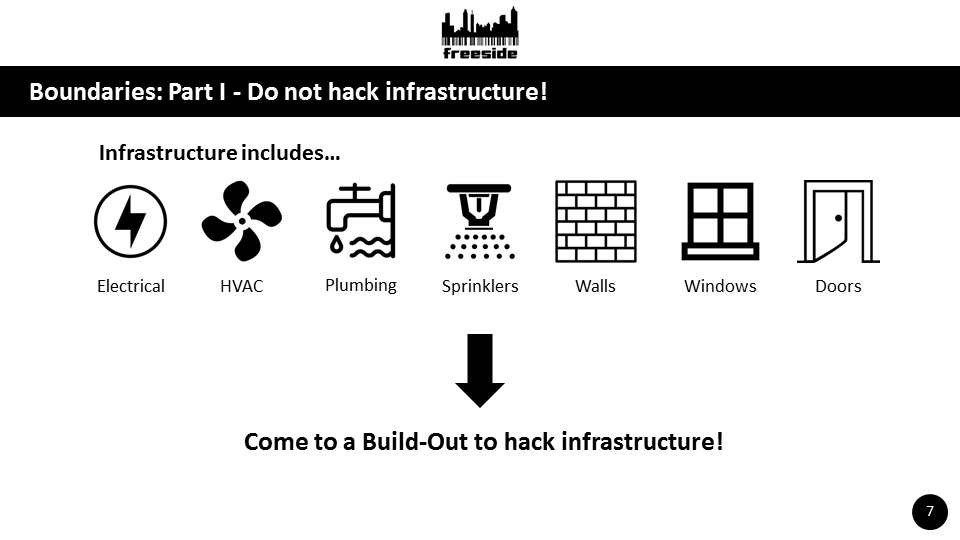 freeside
Boundaries: Part I - Do not hack infrastructure!
Infrastructure includes…
Electrical HVAC Plumbing Sprinklers Walls Windows Doors
Come to a Build-Out to hack infrastructure!
7